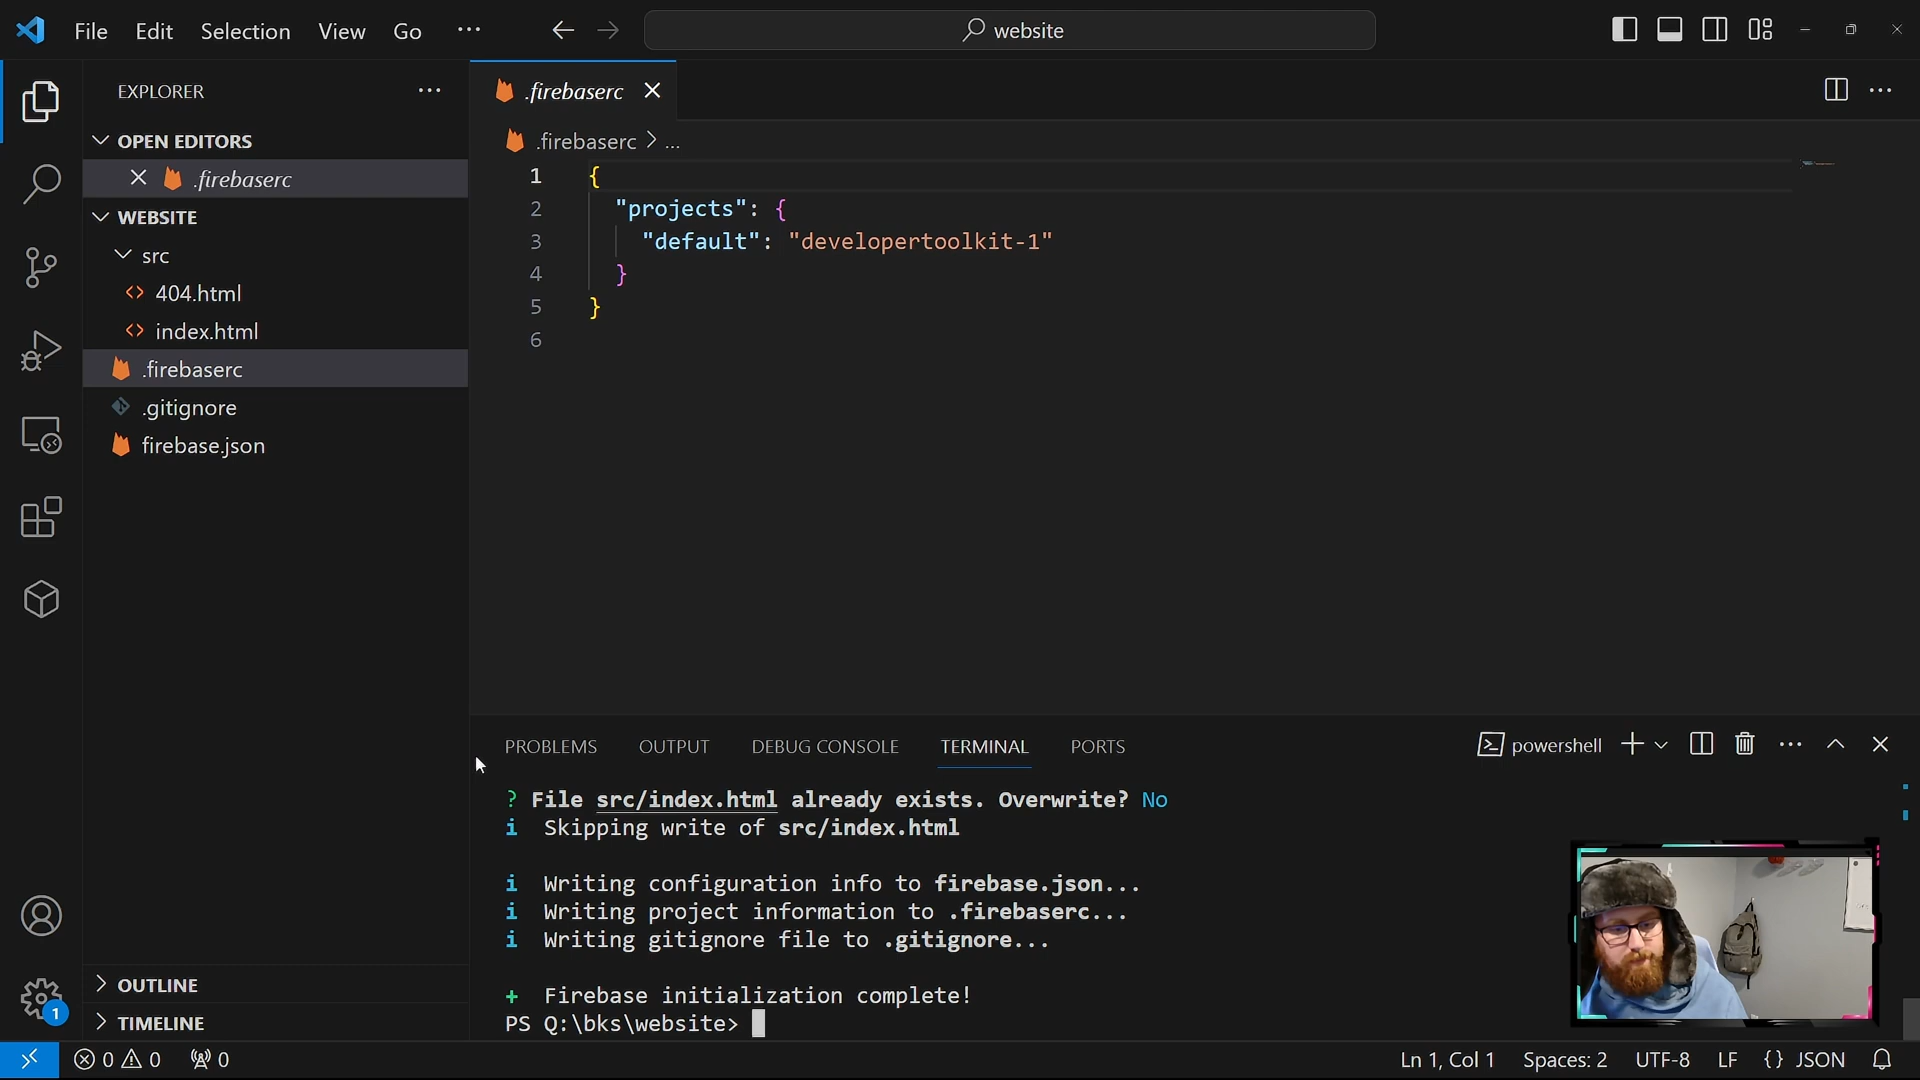 File Edit Selection View Go ... website
EXPLORER ...
OPEN EDITORS
.firebaserc
WEBSITE
src
404.html
index.html
.firebaserc
.gitignore
firebase.json
OUTLINE
TIMELINE
1
.firebaserc
.firebaserc > ...
1 {
2 "projects": {
3 "default": "developertoolkit-1"
4 }
5 }
6
PROBLEMS OUTPUT DEBUG CONSOLE TERMINAL PORTS powershell
? File src/index.html already exists. Overwrite? No
i Skipping write of src/index.html
i Writing configuration info to firebase.json...
i Writing project information to .firebaserc...
i Writing gitignore file to .gitignore...
+ Firebase initialization complete!
PS Q:\bks\website>
0 0 0 Ln 1, Col 1 Spaces: 2 UTF-8 LF {} JSON